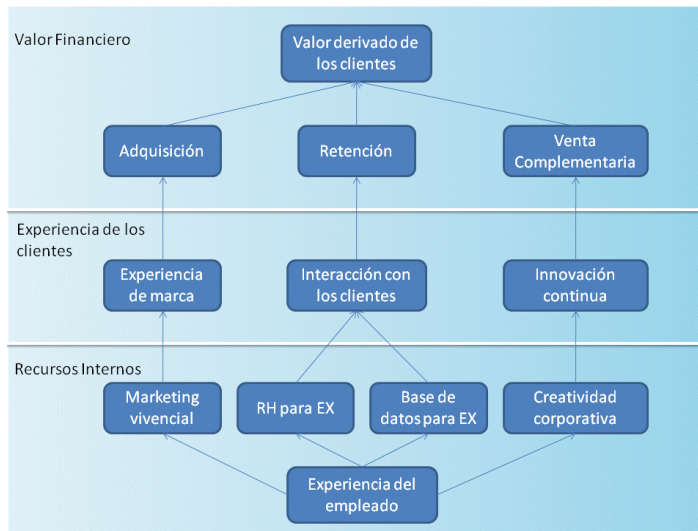 Valor Financiero
Valor derivado de
los clientes
Adquisición
Retención
Venta
Complementaria
Experiencia de los
clientes
Experiencia
de marca
Interacción con
los clientes
Innovación
continua
Recursos Internos
Marketing
vivencial
RH para EX
Base de
datos para EX
Creatividad
corporativa
Experiencia del
empleado